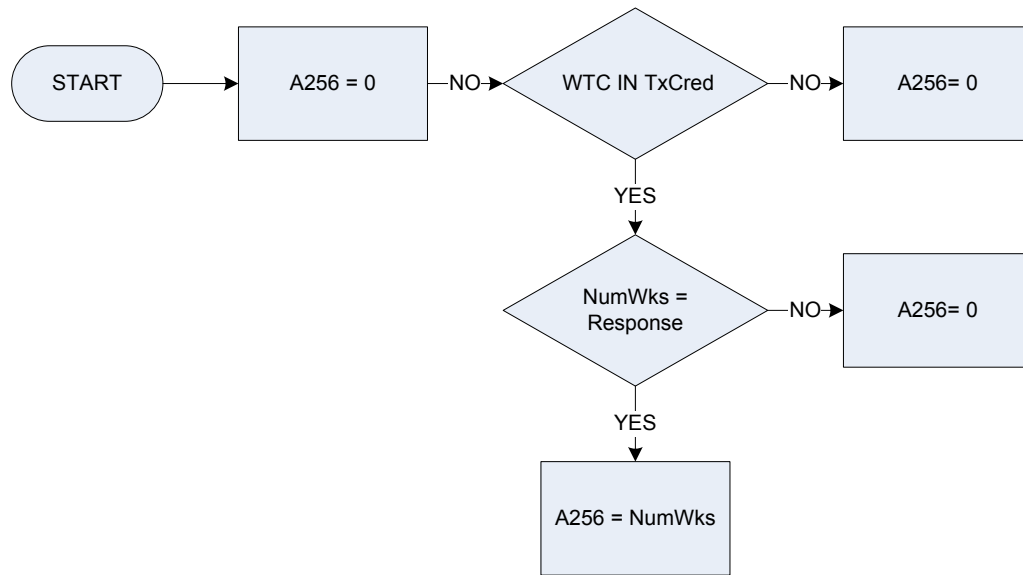 START
A256 = 0
NO
WTC IN TxCred
NO
A256= 0
YES
NumWks =
Response
NO
A256= 0
YES
A256 = NumWks